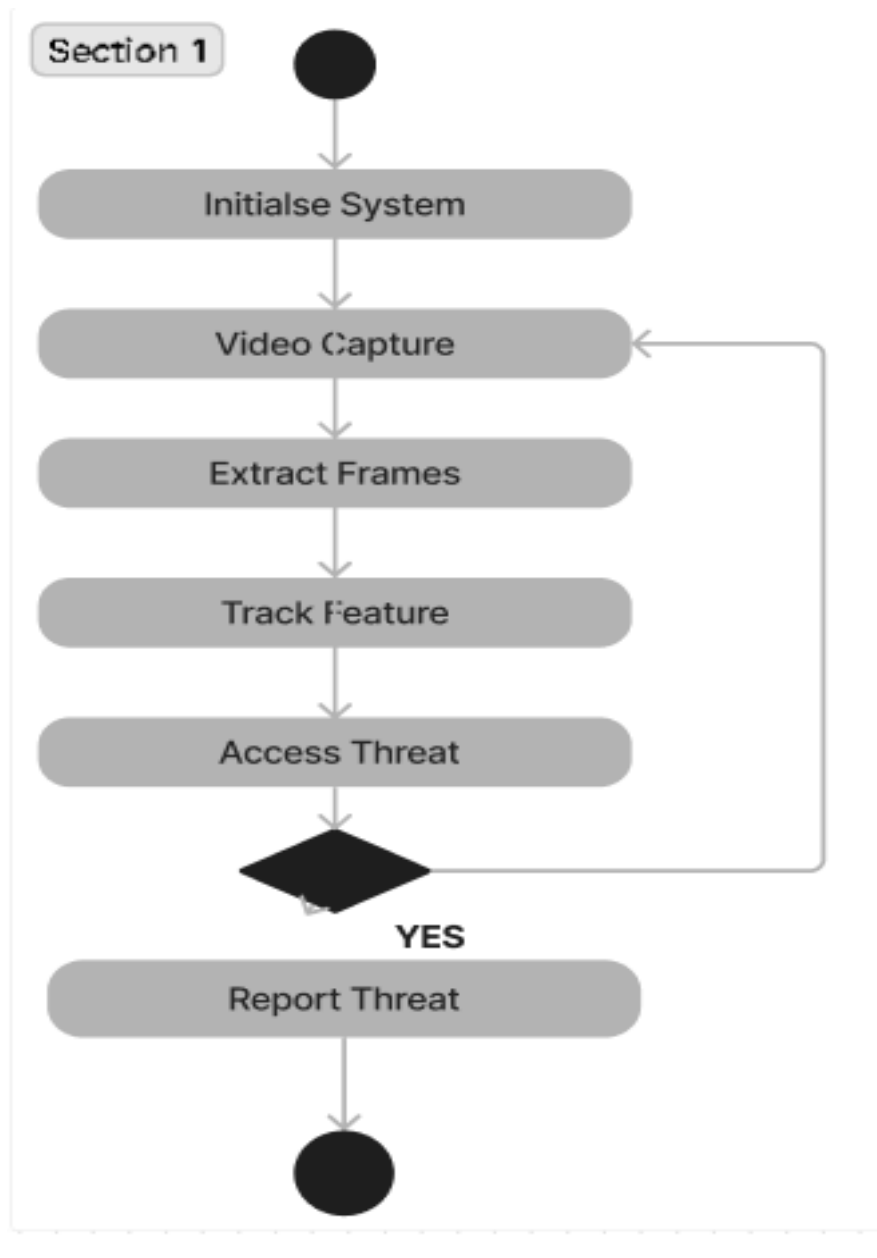 Section 1
Initialse System
Video Capture
Extract Frames
Track Feature
Access Threat
YES
Report Threat